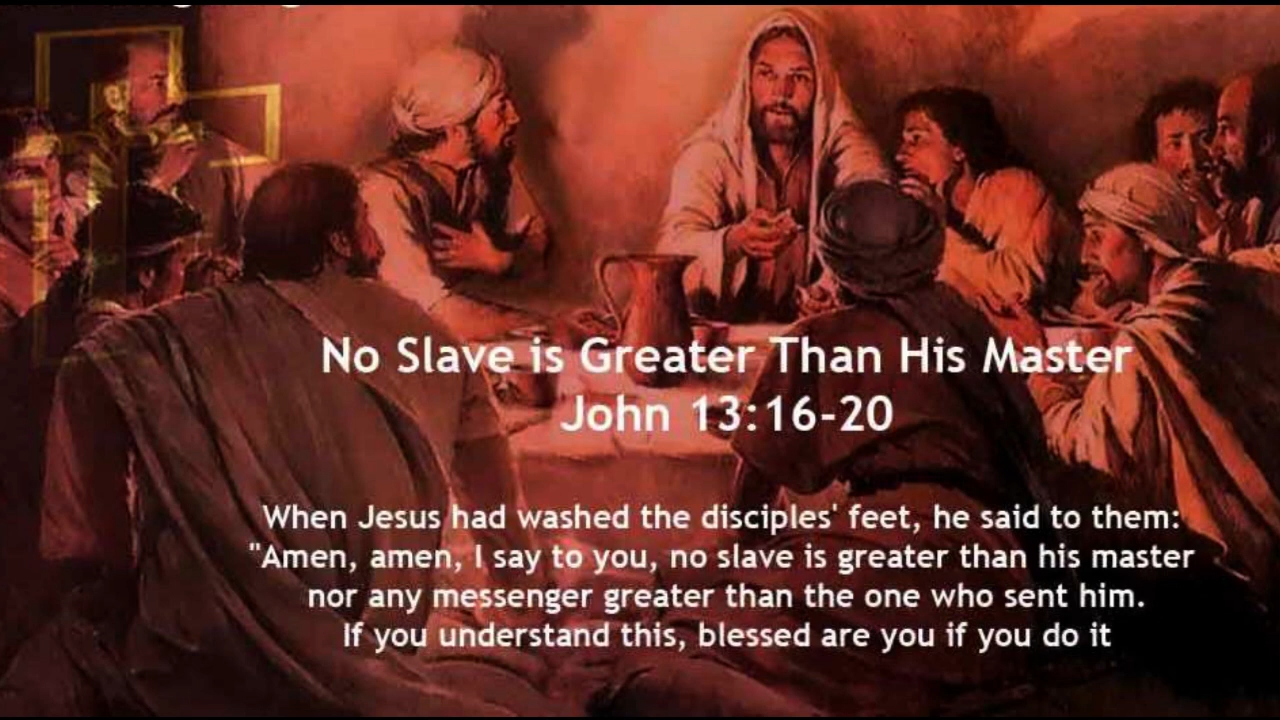 No Slave is Greater Than His Master
John 13:16-20
When Jesus had washed the disciples' feet, he said to them:
"Amen, amen, I say to you, no slave is greater than his master
nor any messenger greater than the one who sent him.
If you understand this, blessed are you if you do it